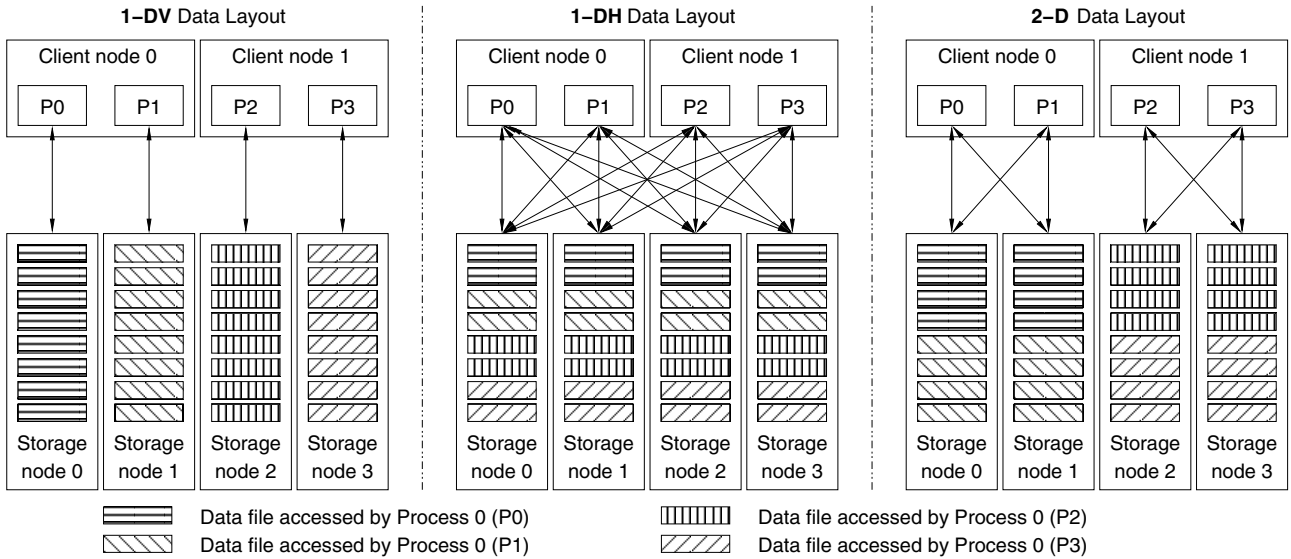 1–DV Data Layout
1–DH Data Layout
2–D Data Layout
Client node 0 Client node 1
P0 P1 P2 P3
Client node 0 Client node 1
P0 P1 P2 P3
Client node 0 Client node 1
P0 P1 P2 P3
Storage node 0
Storage node 1
Storage node 2
Storage node 3
Storage node 0
Storage node 1
Storage node 2
Storage node 3
Storage node 0
Storage node 1
Storage node 2
Storage node 3
Data file accessed by Process 0 (P0)
Data file accessed by Process 0 (P2)
Data file accessed by Process 0 (P1)
Data file accessed by Process 0 (P3)